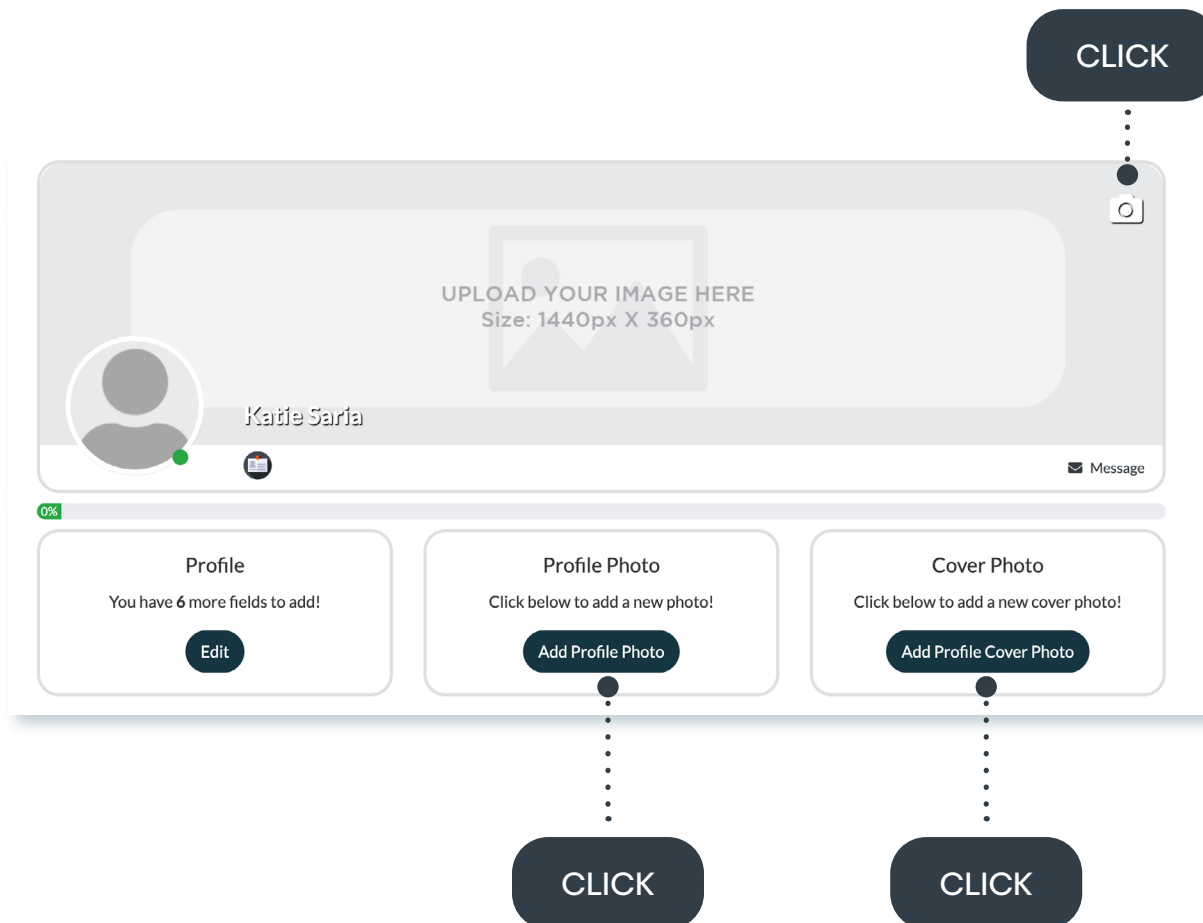 CLICK
UPLOAD YOUR IMAGE HERE
Size: 1440px X 360px
Katie Saria
Message
0%
Profile
You have 6 more fields to add!
Edit
Profile Photo
Click below to add a new photo!
Add Profile Photo
Cover Photo
Click below to add a new cover photo!
Add Profile Cover Photo
CLICK
CLICK